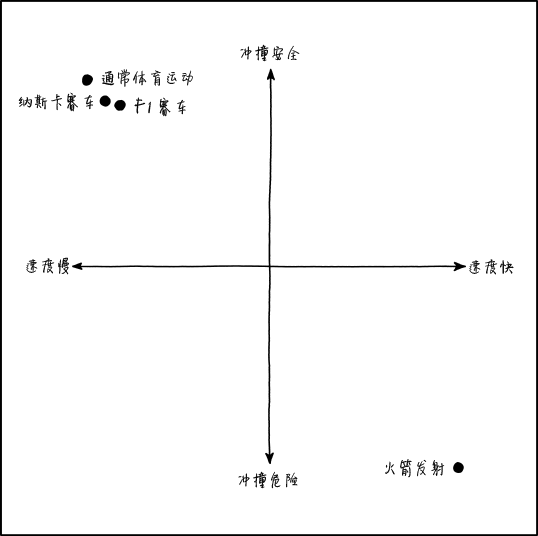 冲撞安全
通常体育运动
纳斯卡赛车
F1赛车
速度慢
速度快
火箭发射
冲撞危险